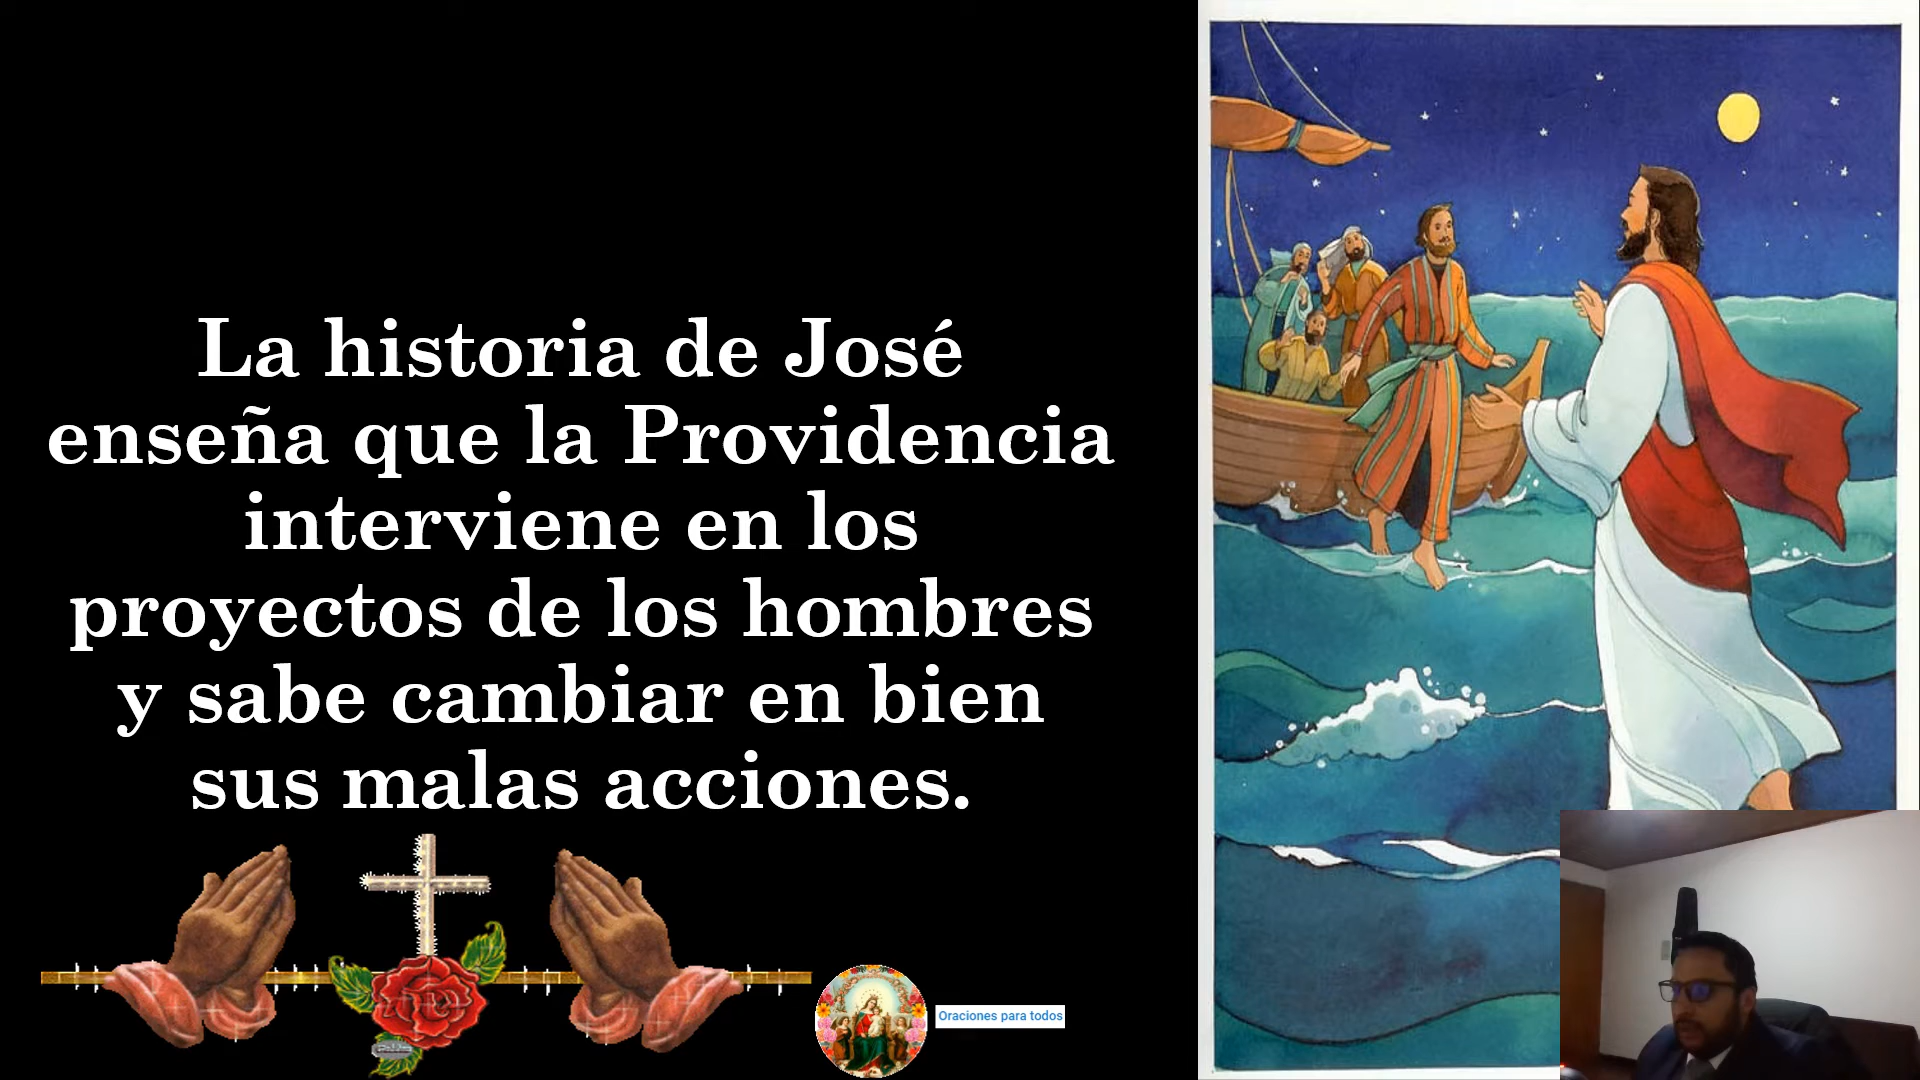 La historia de José
enseña que la Providencia
interviene en los
proyectos de los hombres
y sabe cambiar en bien
sus malas acciones.
Oraciones para todos